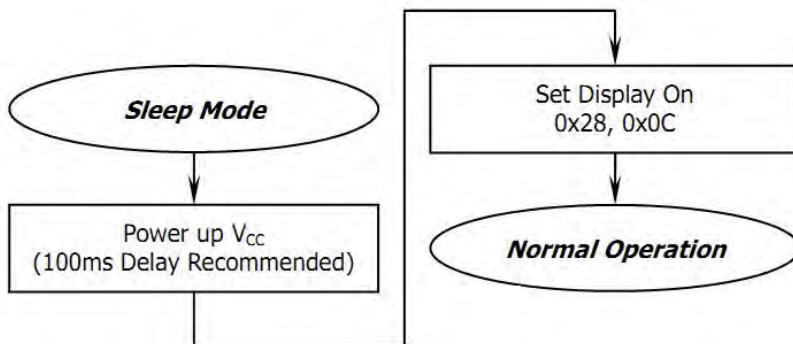 Sleep Mode
Power up VCC
(100ms Delay Recommended)
Set Display On
0x28, 0x0C
Normal Operation